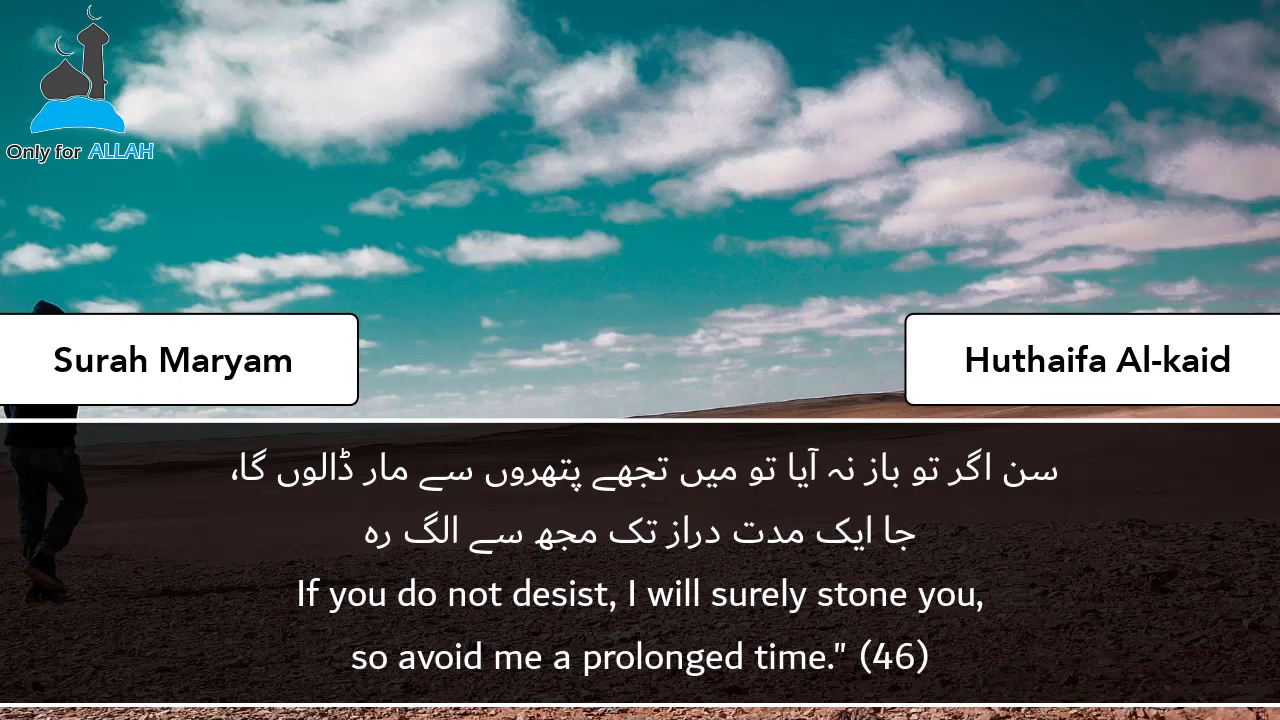 Only for ALLAH
Surah Maryam
Huthaifa Al-kaid
سن اگر تو باز نہ آیا تو میں تجھے پتھروں سے مار ڈالوں گا،
جا ایک مدت دراز تک مجھ سے الگ رہ
If you do not desist, I will surely stone you,
so avoid me a prolonged time." (46)